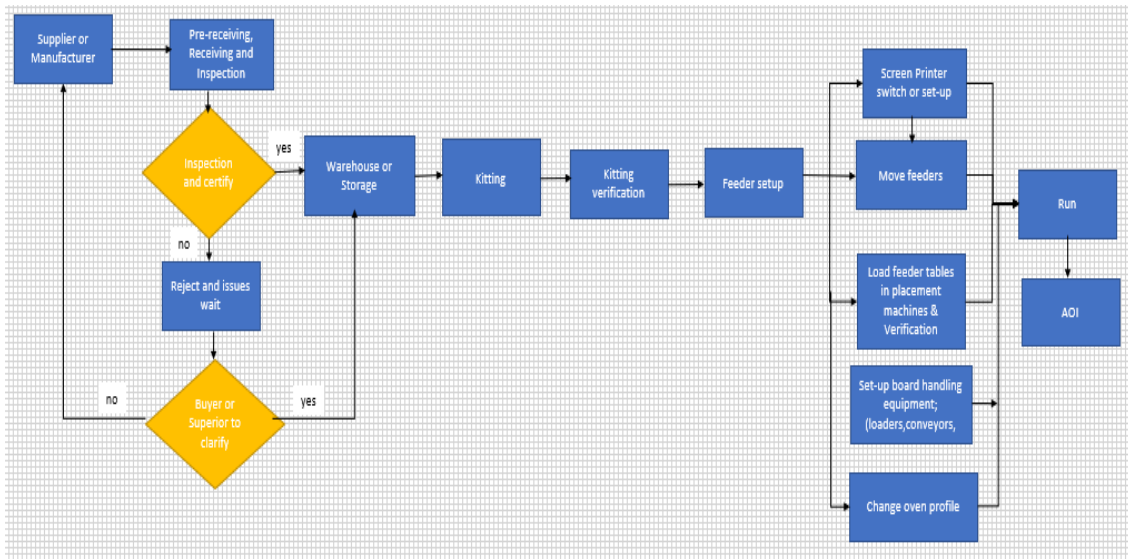 Supplier or
Manufacturer
Pre-receiving,
Receiving and
Inspection
Inspection
and certify
yes
no
Reject and issues
wait
Buyer or
Superior to
clarify
no
yes
Warehouse or
Storage
Kitting
Kitting
verification
Feeder setup
Screen Printer
switch or set-up
Move feeders
Load feeder tables
in placement
machines &
Verification
Set-up board handling
equipment;
(loaders,conveyors,
Change oven profile
Run
AOI